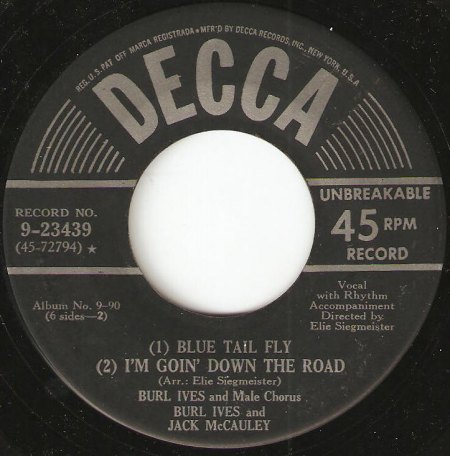 REG. U.S. PAT OFF MARCA REGISTRADA • MF'D BY DECCA RECORDS, INC., NEW YORK, U.S.A.
DECCA
RECORD NO.
9-23439
(45-72794) ★
UNBREAKABLE
45 RPM
RECORD
Album No. 9-90
(6 sides—2)
Vocal
with Rhythm
Accompaniment
Directed by
Elie Siegmeister
(1) BLUE TAIL FLY
(2) I'M GOIN' DOWN THE ROAD
(Arr.: Elie Siegmeister)
BURL IVES and Male Chorus
BURL IVES and
JACK McCAULEY